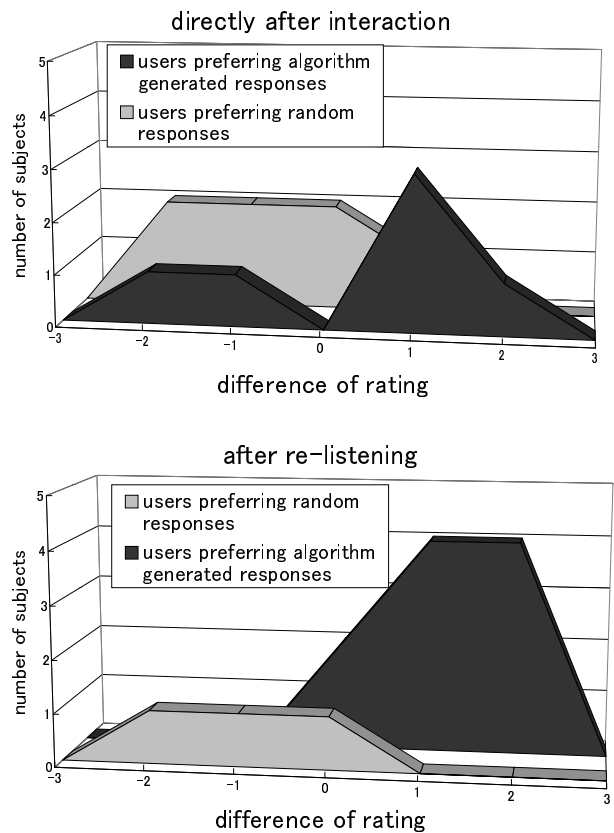 directly after interaction
users preferring algorithm
generated responses
users preferring random
responses
number of subjects
5
4
3
2
1
0
-3
-2
-1
0
1
2
3
difference of rating
after re-listening
users preferring random
responses
users preferring algorithm
generated responses
number of subjects
5
4
3
2
1
0
-3
-2
-1
0
1
2
3
difference of rating